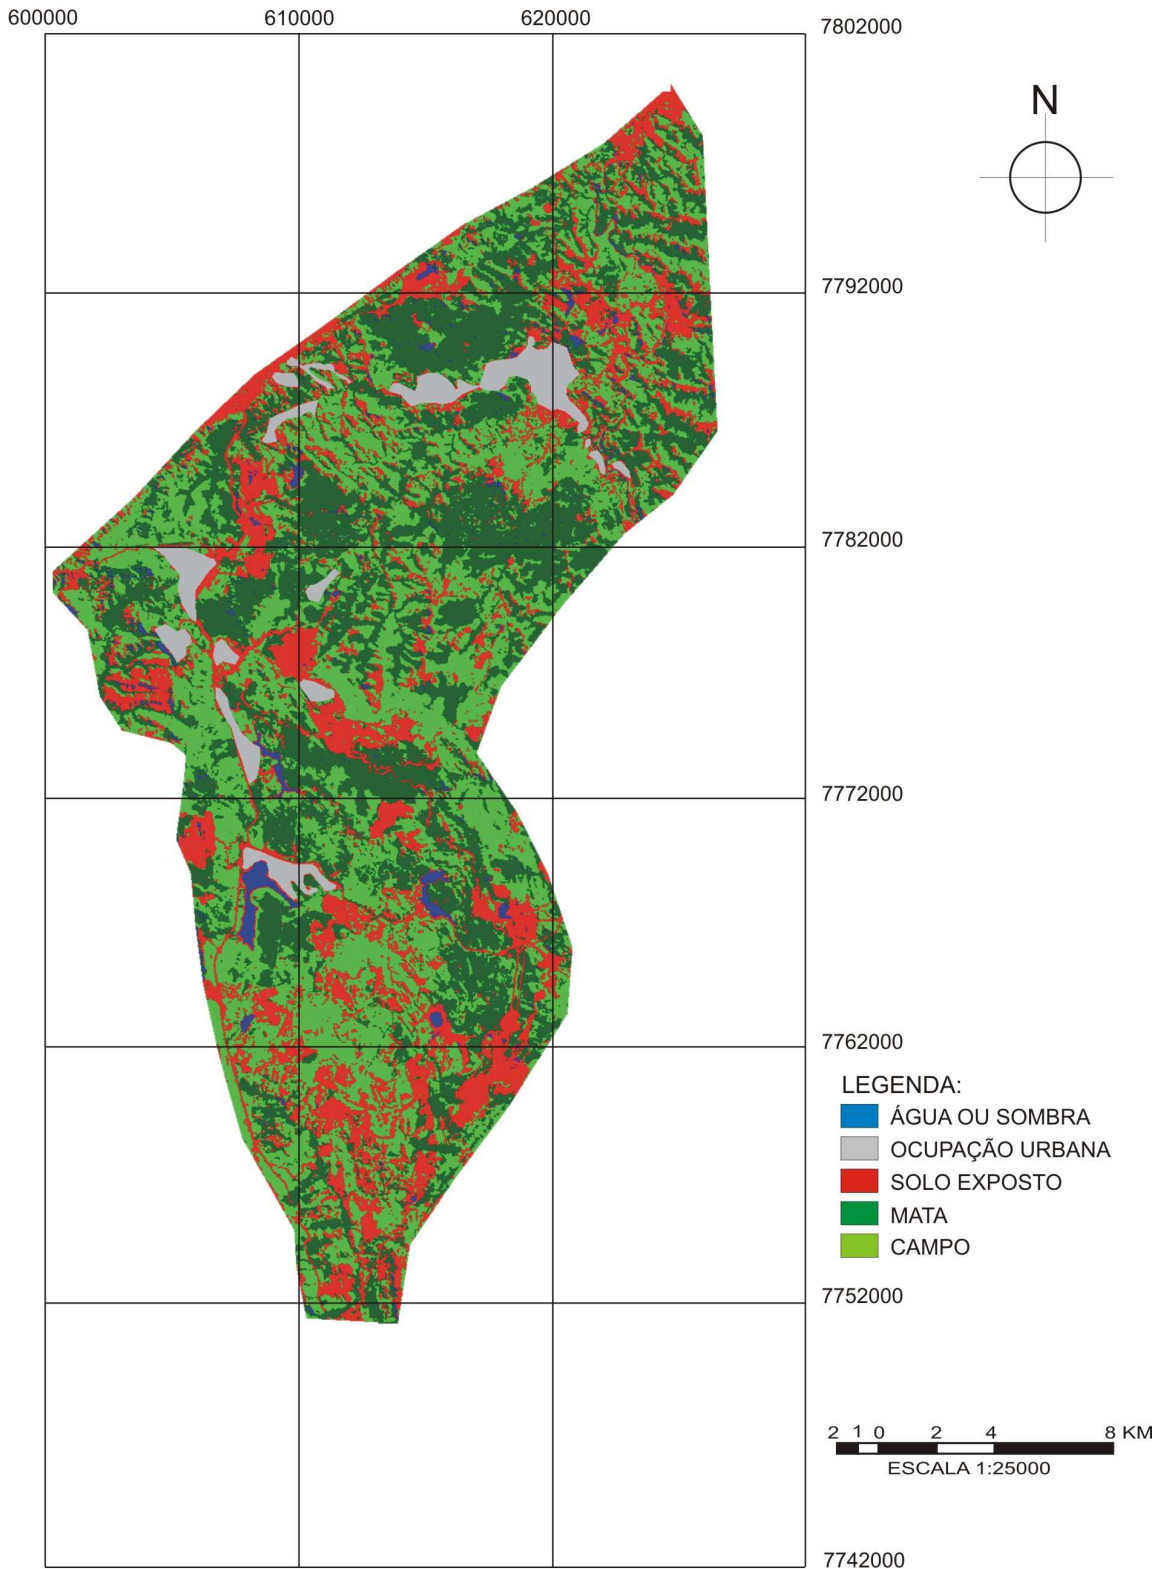 600000 610000 620000
7802000
N
7792000
7782000
7772000
7762000
LEGENDA:
ÁGUA OU SOMBRA
OCUPAÇÃO URBANA
SOLO EXPOSTO
MATA
CAMPO
7752000
2 1 0 2 4 8 KM
ESCALA 1:25000
7742000